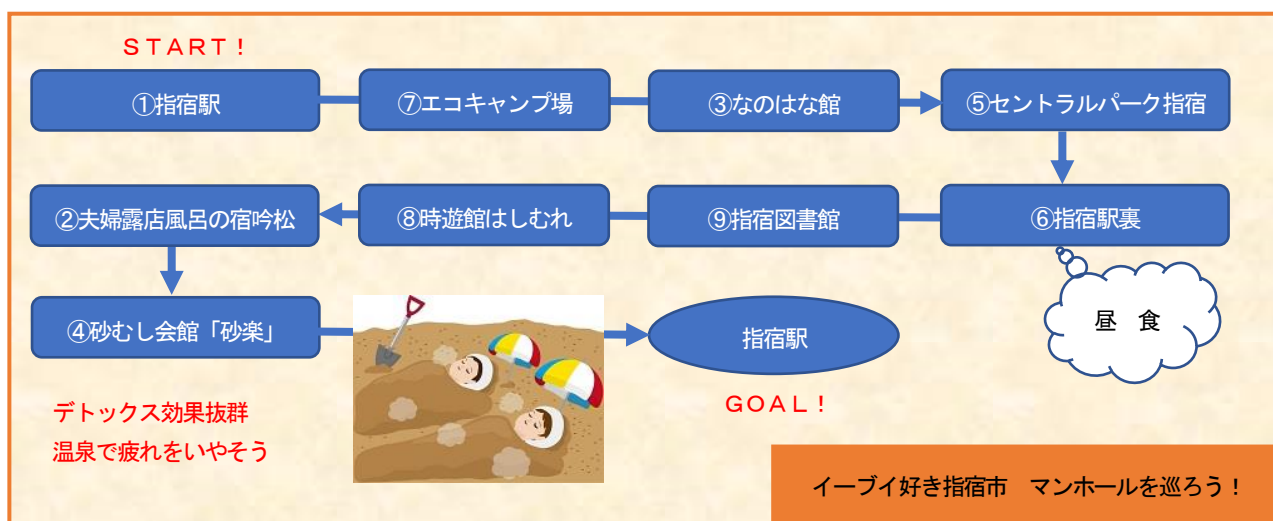 START!
①指宿駅
⑦エコキャンプ場
③なのはな館
⑤セントラルパーク指宿
⑥指宿駅裏
昼 食
⑨指宿図書館
⑧時遊館はしむれ
②夫婦露店風呂の宿吟松
④砂むし会館「砂楽」
指宿駅
GOAL!
デトックス効果抜群
温泉で疲れをいやそう
イーブイ好き指宿市 マンホールを巡ろう!